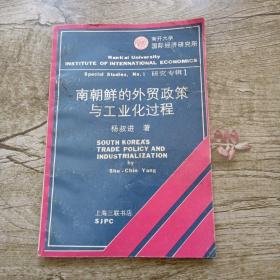 南开大学
国际经济研究所
Nankai University
INSTITUTE OF INTERNATIONAL ECONOMICS
Special Studies, No.1 研究专辑1
南朝鲜的外贸政策
与工业化过程
杨叔进 著
SOUTH KOREA'S
TRADE POLICY AND
INDUSTRIALIZATION
by
Shu-Chin Yang
上海三联书店
SJPC